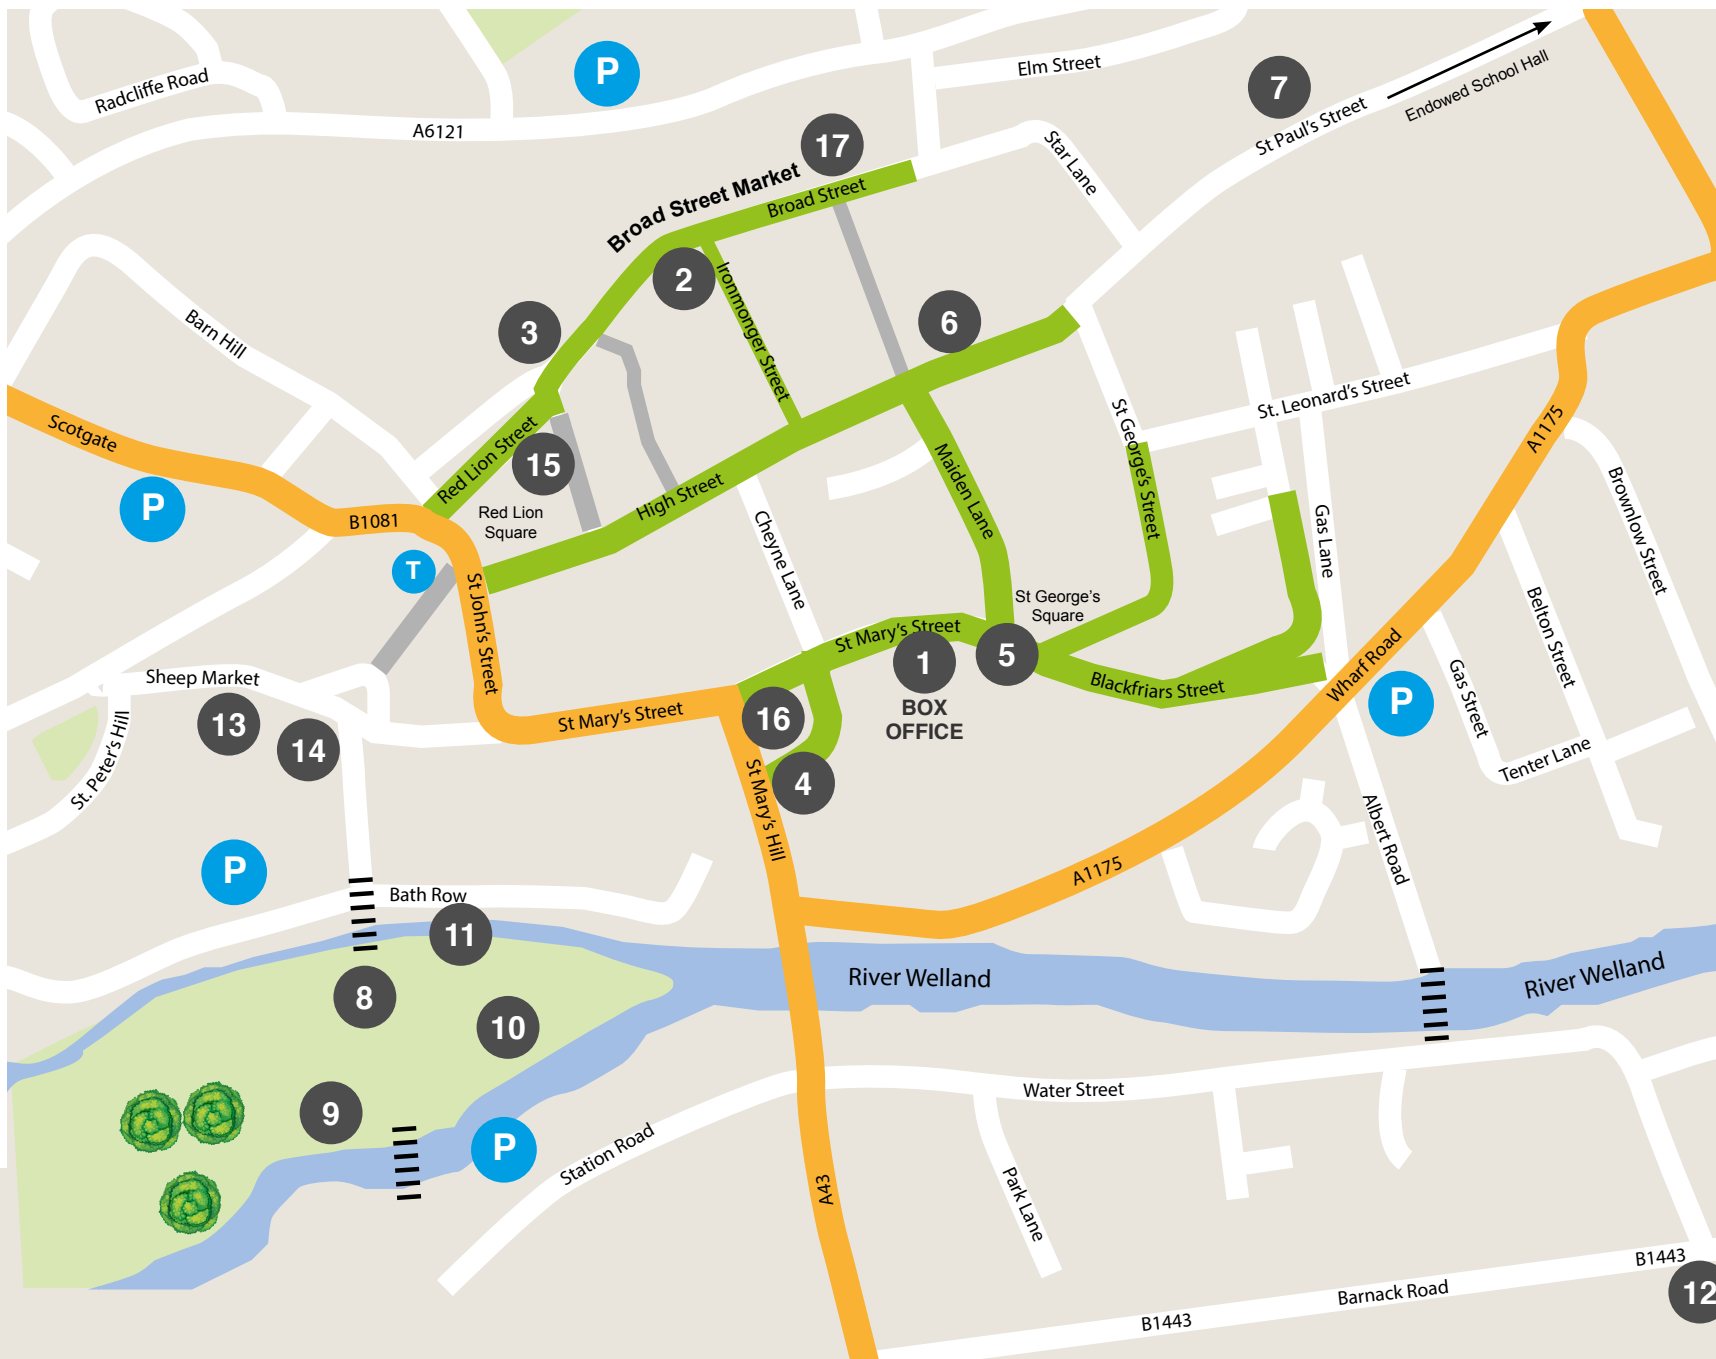 P
Elm Street
7
Endowed School Hall
Radcliffe Road
A6121
St Paul's Street
17
Star Lane
Broad Street Market
Broad Street
2
Ironmonger Street
3
6
Barn Hill
St. Leonard's Street
Scotgate
Red Lion Street
15
High Street
Maiden Lane
St George's Street
A1175
P
B1081
Red Lion
Square
Cheyne Lane
Gas Lane
Brownlow Street
T
St John's Street
St George's
Square
Belton Street
St Mary's Street
1
5
BOX
OFFICE
Blackfriars Street
Wharf Road
P
Gas Street
Sheep Market
13
14
St. Peter's Hill
St Mary's Street
16
4
St Mary's Hill
Tenter Lane
Albert Road
P
A1175
Bath Row
11
8
10
9
River Welland
River Welland
P
Station Road
Water Street
Park Lane
A43
B1443
Barnack Road
B1443
12